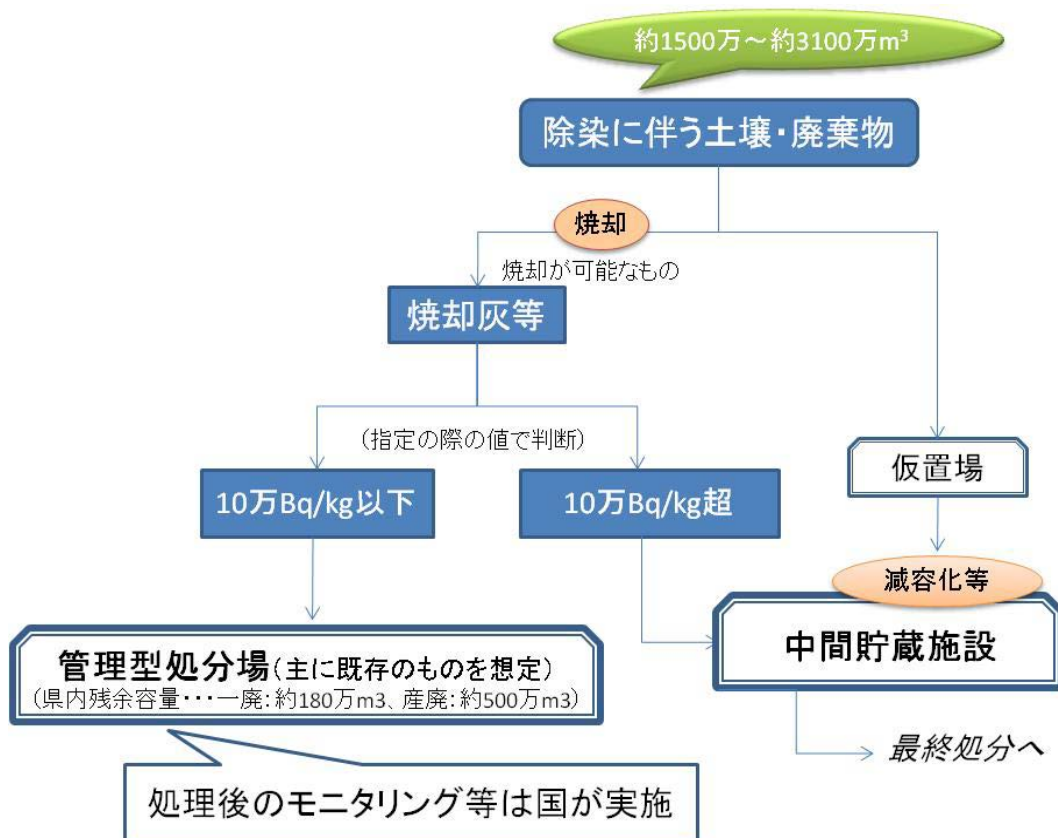 約1500万～約3100万m³
除染に伴う土壌・廃棄物
焼却
焼却が可能なもの
焼却灰等
(指定の際の値で判断)
仮置場
10万Bq/kg以下
10万Bq/kg超
減容化等
中間貯蔵施設
管理型処分場(主に既存のものを想定)
(県内残余容量・・・一廃:約180万m3、産廃:約500万m3)
最終処分へ
処理後のモニタリング等は国が実施